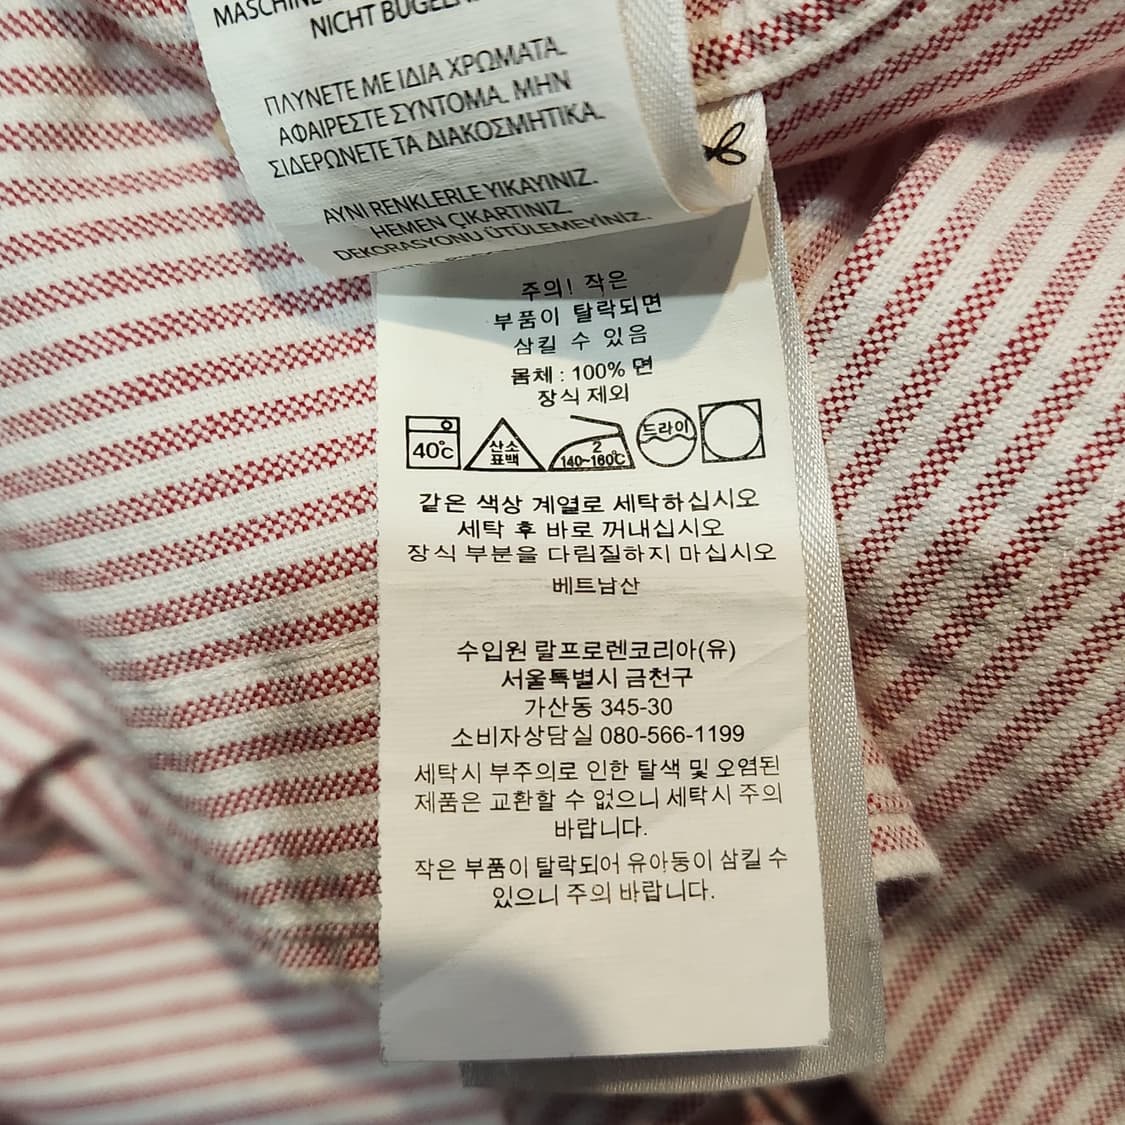 NICHT BÜGELN
ΠΛΥΝΕΤΕ ΜΕ ΙΔΙΑ ΧΡΩΜΑΤΑ.
ΑΦΑΙΡΕΣΤΕ ΣΥΝΤΟΜΑ. ΜΗΝ
ΣΙΔΕΡΩΝΕΤΕ ΤΑ ΔΙΑΚΟΣΜΗΤΙΚΑ.
AYNI RENKLERLE YIKAYINIZ.
HEMEN ÇIKARTINIZ.
DEKORASYONU ÜTÜLEMEYİNİZ.
주의! 작은
부품이 탈락되면
삼킬 수 있음
몸체 : 100% 면
장식 제외
40℃ 산소 표백 2 140~160℃ 드라이
같은 색상 계열로 세탁하십시오
세탁 후 바로 꺼내십시오
장식 부분을 다림질하지 마십시오
베트남산
수입원 랄프로렌코리아(유)
서울특별시 금천구
가산동 345-30
소비자상담실 080-566-1199
세탁시 부주의로 인한 탈색 및 오염된
제품은 교환할 수 없으니 세탁시 주의
바랍니다.
작은 부품이 탈락되어 유아둥이 삼킬 수
있으니 주의 바랍니다.